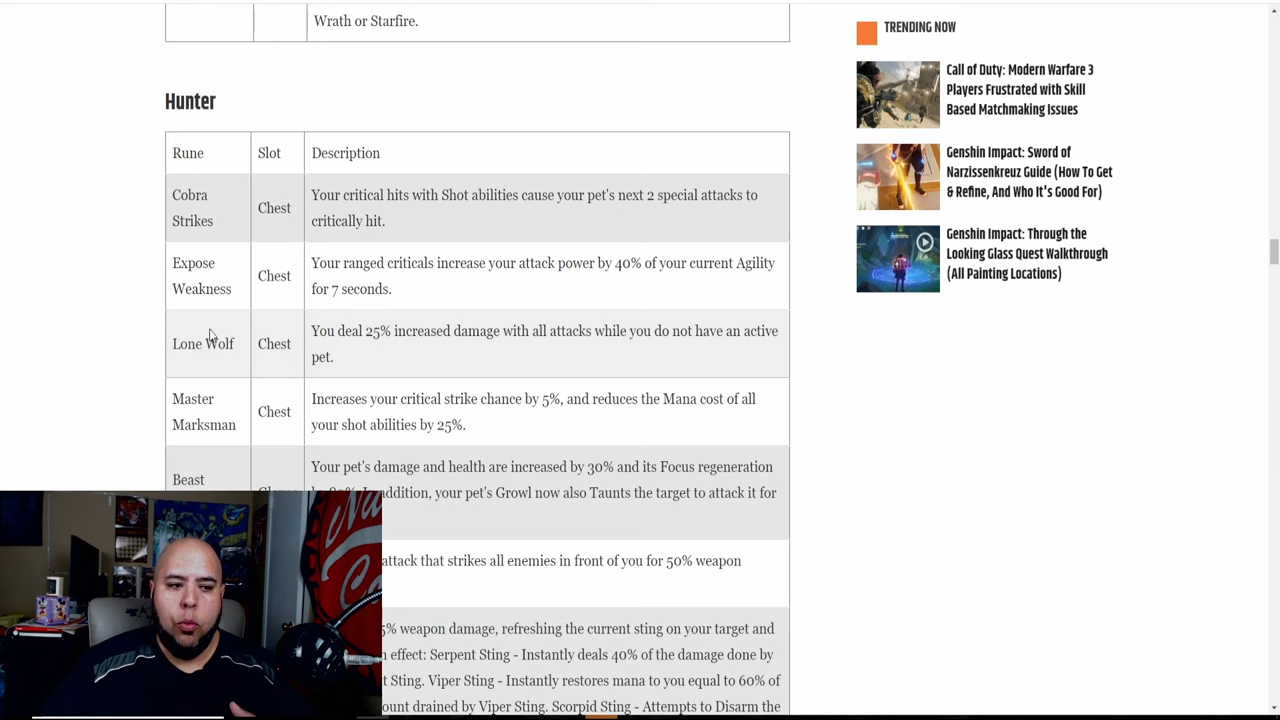 Wrath or Starfire.
Hunter
Rune Slot Description
Cobra Strikes
Chest
Your critical hits with Shot abilities cause your pet's next 2 special attacks to
critically hit.
Expose Weakness
Chest
Your ranged criticals increase your attack power by 40% of your current Agility
for 7 seconds.
Lone Wolf
Chest
You deal 25% increased damage with all attacks while you do not have an active
pet.
Master Marksman
Chest
Increases your critical strike chance by 5%, and reduces the Mana cost of all
your shot abilities by 25%.
Beast
Your pet's damage and health are increased by 30% and its Focus regeneration
addition, your pet's Growl now also Taunts the target to attack it for
attack that strikes all enemies in front of you for 50% weapon
5% weapon damage, refreshing the current sting on your target and
effect: Serpent Sting - Instantly deals 40% of the damage done by
Sting. Viper Sting - Instantly restores mana to you equal to 60% of
drained by Viper Sting. Scorpid Sting - Attempts to Disarm the
TRENDING NOW
Call of Duty: Modern Warfare 3
Players Frustrated with Skill
Based Matchmaking Issues
Genshin Impact: Sword of
Narzissenkreuz Guide (How To Get
& Refine, And Who It's Good For)
Genshin Impact: Through the
Looking Glass Quest Walkthrough
(All Painting Locations)